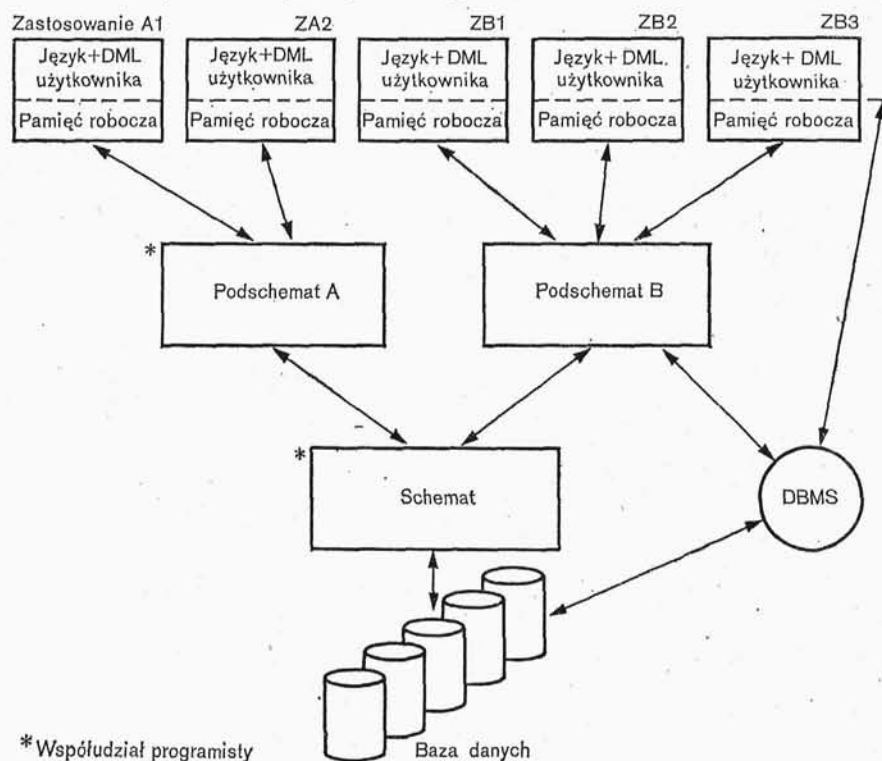 Zastosowanie A1
ZA2
ZB1
ZB2
ZB3
Język+DML
użytkownika
Pamięć robocza
Język+DML
użytkownika
Pamięć robocza
Język+DML
użytkownika
Pamięć robocza
Język+DML.
użytkownika
Pamięć robocza
Język+ DML
użytkownika
Pamięć robocza
*
Podschemat A
Podschemat B
*
Schemat
DBMS
*Współudział programisty
Baza danych